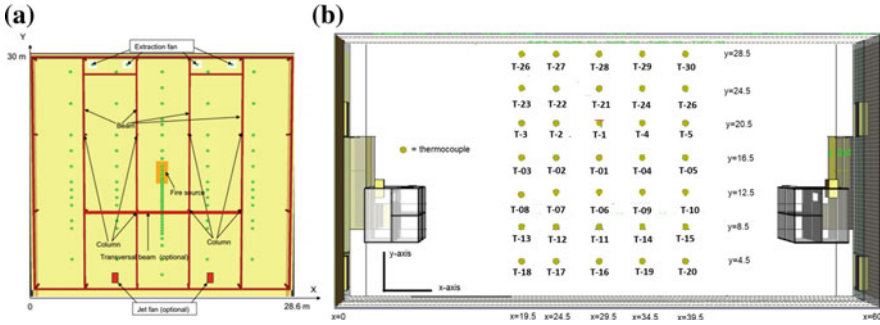 (a)
Y
Extraction fan
30 m
Beam
Fire source
Column
Column
Transversal beam (optional)
X
0
Jet fan (optional)
28.6 m
(b)
T-26 T-27 T-28 T-29 T-30 y=28.5
T-23 T-22 T-21 T-24 T-26 y=24.5
T-3 T-2 T-1 T-4 T-5 y=20.5
= thermocouple
T-03 T-02 T-01 T-04 T-05 y=16.5
T-08 T-07 T-06 T-09 T-10 y=12.5
T-13 T-12 T-11 T-14 T-15 y=8.5
y-axis
T-18 T-17 T-16 T-19 T-20 y=4.5
x-axis
x=0 x=19.5 x=24.5 x=29.5 x=34.5 x=39.5 x=60